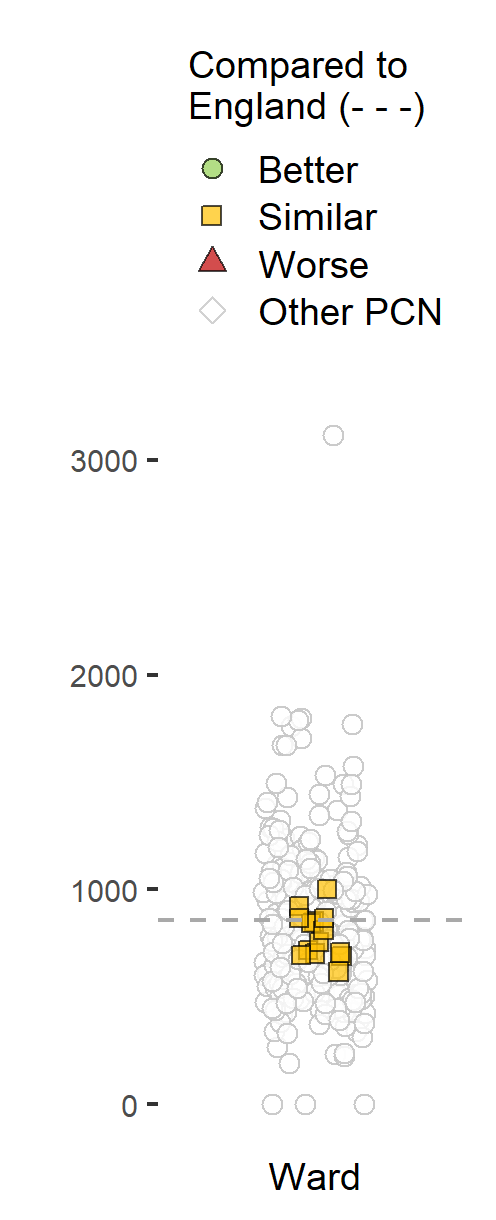 Compared to
England (- - -)
Better
Similar
Worse
Other PCN
3000
2000
1000
0
Ward